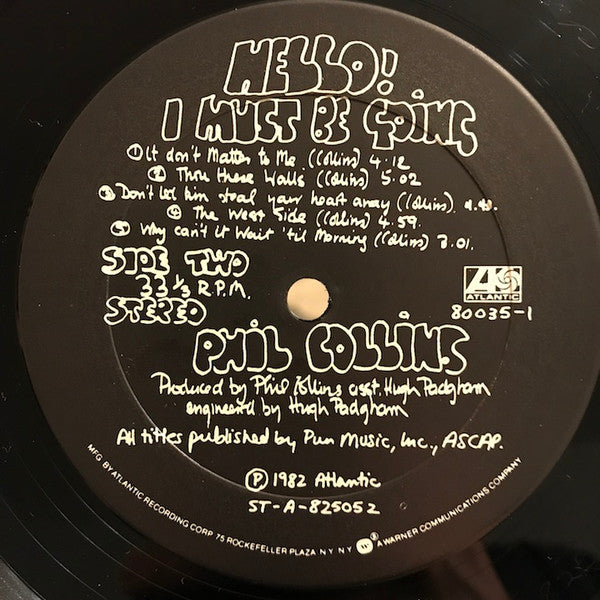 HELLO!
I MUST BE GOING
① It don't Matter to Me (Collins) 4.12
② Thru these Walls (Collins) 5.02
③ Don't let him steal your heart away (Collins). 4.45.
④ The West Side (Collins) 4.59.
⑤ Why can't it Wait 'til Morning (Collins) 3.01.
SIDE TWO
33 1/3 R.P.M.
STEREO
ATLANTIC
80035-1
PHIL COLLINS
Produced by Phil Collins asst. Hugh Padgham
engineered by Hugh Padgham
All titles published by Pun Music, Inc., ASCAP.
Ⓟ 1982 Atlantic
ST-A-825052
MFG BY ATLANTIC RECORDING CORP 75 ROCKEFELLER PLAZA NY NY A WARNER COMMUNICATIONS COMPANY